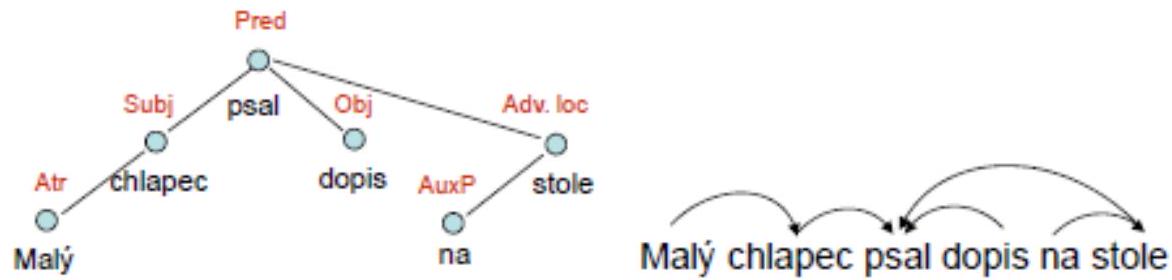 Pred
Subj psal Obj Adv. loc
Atr chlapec dopis AuxP stole
Malý na
Malý chlapec psal dopis na stole